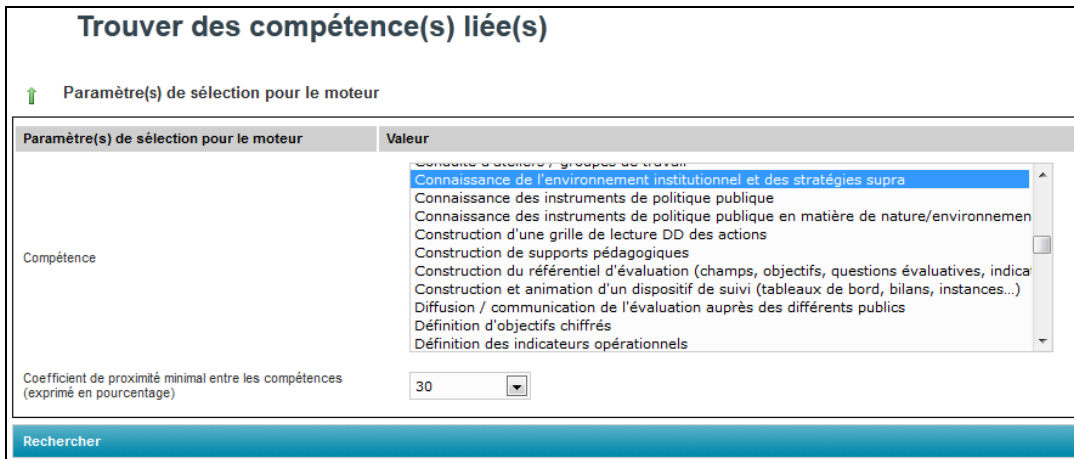 Trouver des compétence(s) liée(s)
Paramètre(s) de sélection pour le moteur
Paramètre(s) de sélection pour le moteur Valeur
Conduite d'ateliers / groupes de travail
Connaissance de l'environnement institutionnel et des stratégies supra
Connaissance des instruments de politique publique
Connaissance des instruments de politique publique en matière de nature/environnemen
Construction d'une grille de lecture DD des actions
Construction de supports pédagogiques
Compétence
Construction du référentiel d'évaluation (champs, objectifs, questions évaluatives, indica
Construction et animation d'un dispositif de suivi (tableaux de bord, bilans, instances...)
Diffusion / communication de l'évaluation auprès des différents publics
Définition d'objectifs chiffrés
Définition des indicateurs opérationnels
Coefficient de proximité minimal entre les compétences
(exprimé en pourcentage)
30
Rechercher